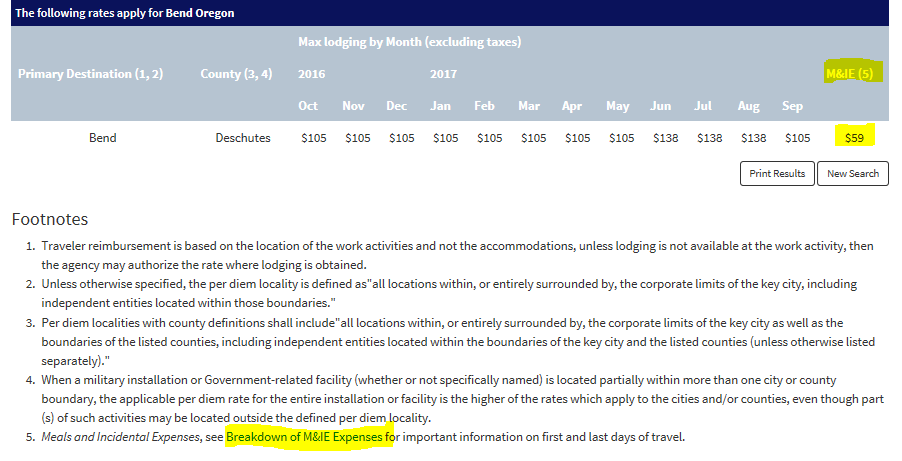 The following rates apply for Bend Oregon
Max lodging by Month (excluding taxes)
Primary Destination (1, 2) County (3, 4) 2016 2017 M&IE (5)
Oct Nov Dec Jan Feb Mar Apr May Jun Jul Aug Sep
Bend Deschutes $105 $105 $105 $105 $105 $105 $105 $105 $138 $138 $138 $105 $59
Print Results New Search
Footnotes
1. Traveler reimbursement is based on the location of the work activities and not the accommodations, unless lodging is not available at the work activity, then
the agency may authorize the rate where lodging is obtained.
2. Unless otherwise specified, the per diem locality is defined as"all locations within, or entirely surrounded by, the corporate limits of the key city, including
independent entities located within those boundaries."
3. Per diem localities with county definitions shall include"all locations within, or entirely surrounded by, the corporate limits of the key city as well as the
boundaries of the listed counties, including independent entities located within the boundaries of the key city and the listed counties (unless otherwise listed
separately)."
4. When a military installation or Government-related facility (whether or not specifically named) is located partially within more than one city or county
boundary, the applicable per diem rate for the entire installation or facility is the higher of the rates which apply to the cities and/or counties, even though part
(s) of such activities may be located outside the defined per diem locality.
5. Meals and Incidental Expenses, see Breakdown of M&IE Expenses for important information on first and last days of travel.